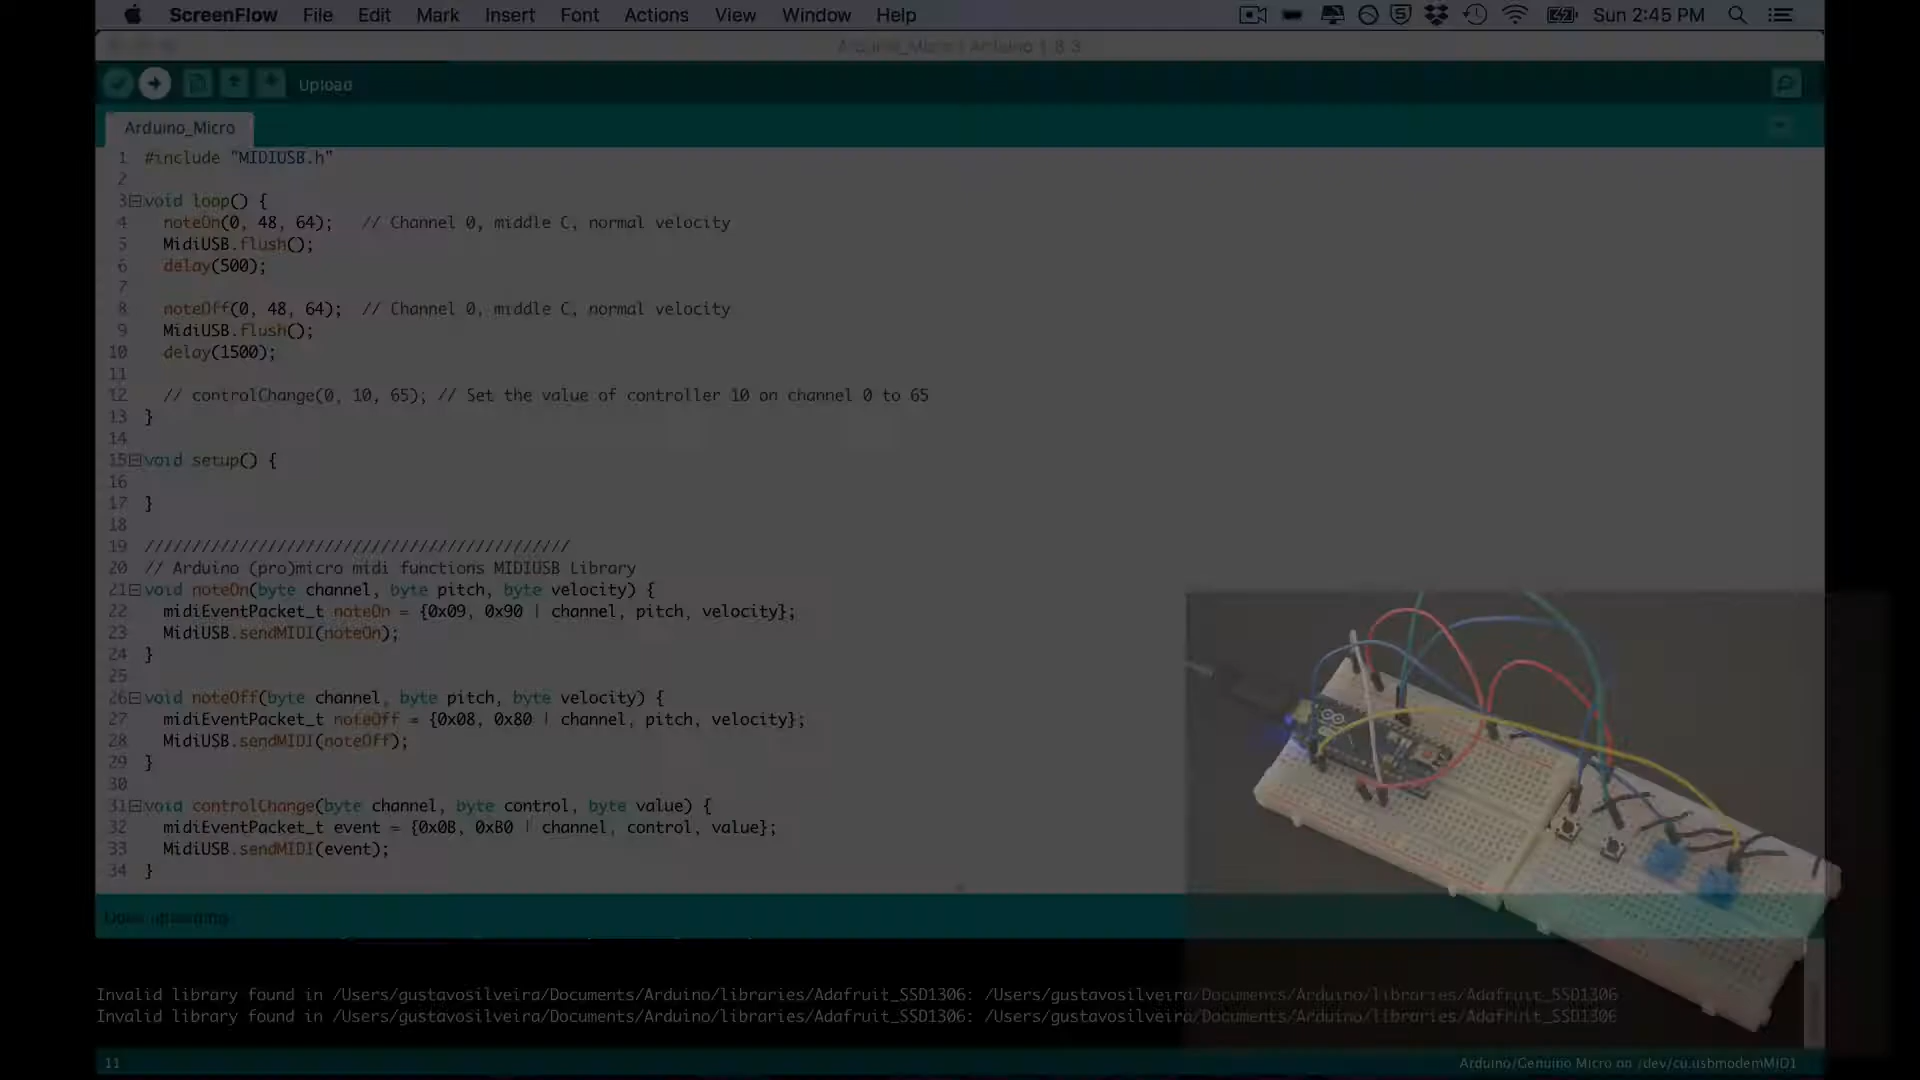 ScreenFlow File Edit Mark Insert Font Actions View Window Help Sun 2:45 PM
Arduino_Micro | Arduino 1.8.3
Upload
Arduino_Micro
1 #include "MIDIUSB.h"
2
3 void loop() {
4 noteOn(0, 48, 64); // Channel 0, middle C, normal velocity
5 MidiUSB.flush();
6 delay(500);
7
8 noteOff(0, 48, 64); // Channel 0, middle C, normal velocity
9 MidiUSB.flush();
10 delay(1500);
11
12 // controlChange(0, 10, 65); // Set the value of controller 10 on channel 0 to 65
13 }
14
15 void setup() {
16
17 }
18
19 /////////////////////////////////////////////
20 // Arduino (pro)micro midi functions MIDIUSB Library
21 void noteOn(byte channel, byte pitch, byte velocity) {
22 midiEventPacket_t noteOn = {0x09, 0x90 | channel, pitch, velocity};
23 MidiUSB.sendMIDI(noteOn);
24 }
25
26 void noteOff(byte channel, byte pitch, byte velocity) {
27 midiEventPacket_t noteOff = {0x08, 0x80 | channel, pitch, velocity};
28 MidiUSB.sendMIDI(noteOff);
29 }
30
31 void controlChange(byte channel, byte control, byte value) {
32 midiEventPacket_t event = {0x0B, 0xB0 | channel, control, value};
33 MidiUSB.sendMIDI(event);
34 }
Done uploading.
Invalid library found in /Users/gustavosilveira/Documents/Arduino/libraries/Adafruit_SSD1306: /Users/gustavosilveira/Documents/Arduino/libraries/Adafruit_SSD1306
Invalid library found in /Users/gustavosilveira/Documents/Arduino/libraries/Adafruit_SSD1306: /Users/gustavosilveira/Documents/Arduino/libraries/Adafruit_SSD1306
11 Arduino/Genuino Micro on /dev/cu.usbmodemMID1